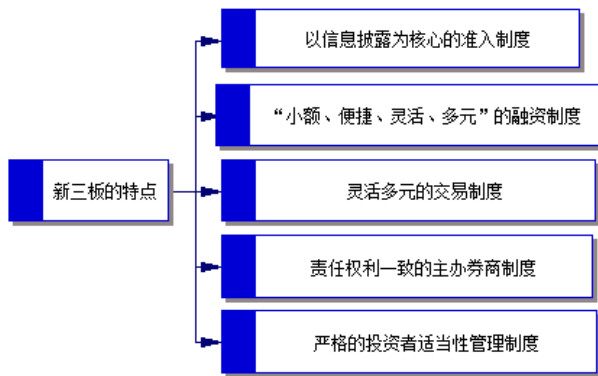 以信息披露为核心的准入制度
“小额、便捷、灵活、多元”的融资制度
新三板的特点
灵活多元的交易制度
责任权利一致的主办券商制度
严格的投资者适当性管理制度